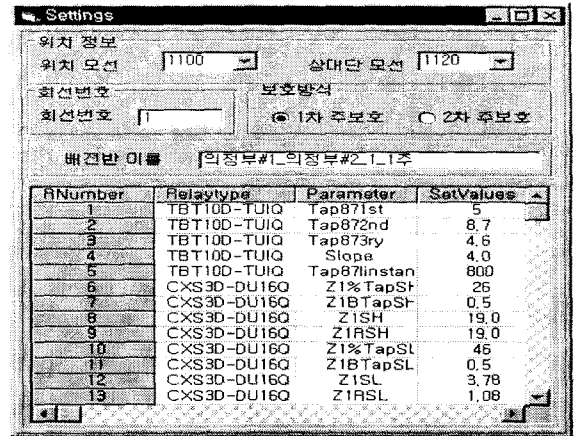 Settings
위치 정보
위치 모선 1100 상대단 모선 1120
회선번호 보호방식
회선번호 1 1차 주보호 2차 주보호
배전반 이름 의정부#1_의정부#2_1_1주
RNumber Relaytype Parameter SetValues
1 TBT10D-TUIQ Tap871st 5
2 TBT10D-TUIQ Tap872nd 8.7
3 TBT10D-TUIQ Tap873ry 4.6
4 TBT10D-TUIQ Slope 4.0
5 TBT10D-TUIQ Tap87Iinstan 800
6 CXS3D-DU16Q Z1%TapSH 26
7 CXS3D-DU16Q Z1BTapSH 0.5
8 CXS3D-DU16Q Z1SH 19.0
9 CXS3D-DU16Q Z1RSH 19.0
10 CXS3D-DU16Q Z1%TapSL 46
11 CXS3D-DU16Q Z1BTapSL 0.5
12 CXS3D-DU16Q Z1SL 3.78
13 CXS3D-DU16Q Z1RSL 1.08